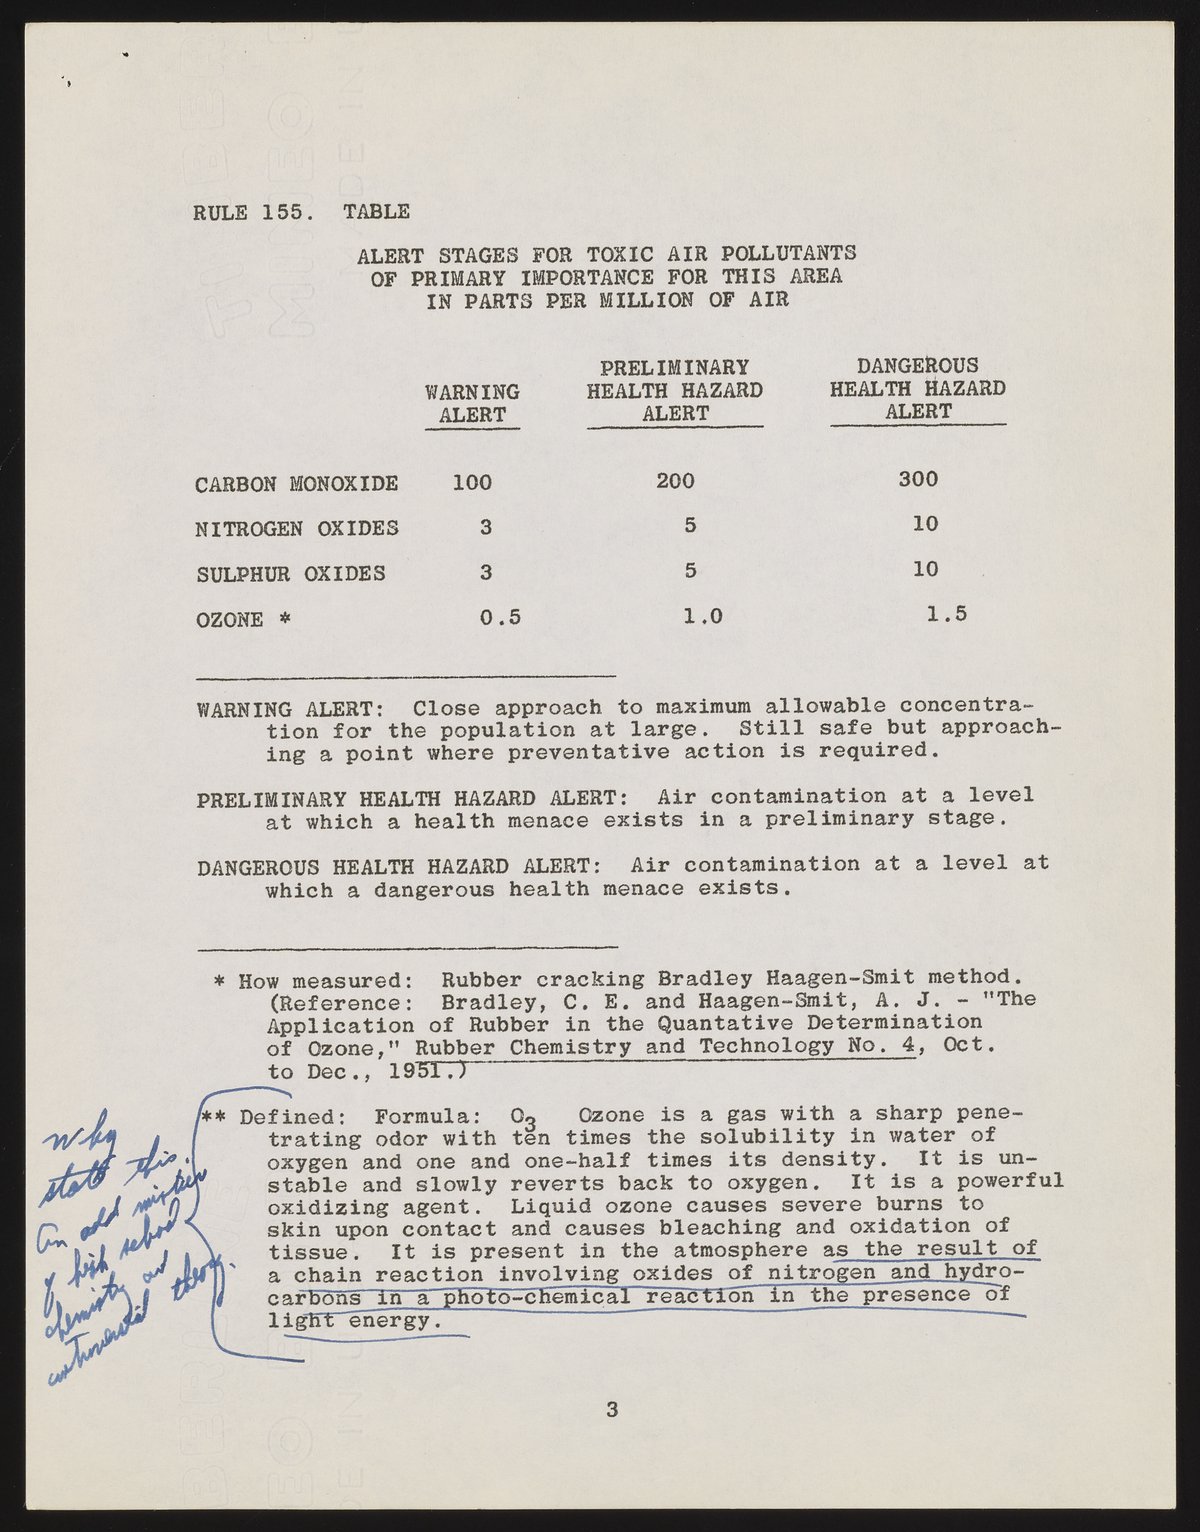 RULE 155. TABLE
ALERT STAGES FOR TOXIC AIR POLLUTANTS
OF PRIMARY IMPORTANCE FOR THIS AREA
IN PARTS PER MILLION OF AIR
WARNING ALERT PRELIMINARY HEALTH HAZARD ALERT DANGEROUS HEALTH HAZARD ALERT
CARBON MONOXIDE 100 200 300
NITROGEN OXIDES 3 5 10
SULPHUR OXIDES 3 5 10
OZONE * 0.5 1.0 1.5
WARNING ALERT: Close approach to maximum allowable concentra-
tion for the population at large. Still safe but approach-
ing a point where preventative action is required.
PRELIMINARY HEALTH HAZARD ALERT: Air contamination at a level
at which a health menace exists in a preliminary stage.
DANGEROUS HEALTH HAZARD ALERT: Air contamination at a level at
which a dangerous health menace exists.
* How measured: Rubber cracking Bradley Haagen-Smit method.
(Reference: Bradley, C. E. and Haagen-Smit, A. J. - "The
Application of Rubber in the Quantative Determination
of Ozone," Rubber Chemistry and Technology No. 4, Oct.
to Dec., 1951.)
** Defined: Formula: O3 Ozone is a gas with a sharp pene-
trating odor with ten times the solubility in water of
oxygen and one and one-half times its density. It is un-
stable and slowly reverts back to oxygen. It is a powerful
oxidizing agent. Liquid ozone causes severe burns to
skin upon contact and causes bleaching and oxidation of
tissue. It is present in the atmosphere as the result of
a chain reaction involving oxides of nitrogen and hydro-
carbons in a photo-chemical reaction in the presence of
light energy.
Why
state this.
An odd mixture
of high school
chemistry and
controversial theory.
3